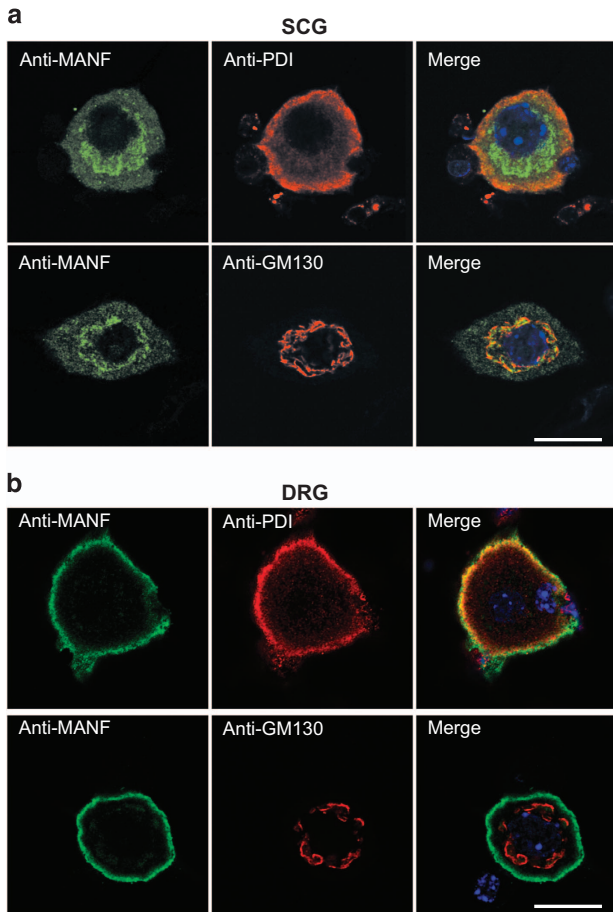 a
SCG
Anti-MANF Anti-PDI Merge
Anti-MANF Anti-GM130 Merge
b
DRG
Anti-MANF Anti-PDI Merge
Anti-MANF Anti-GM130 Merge